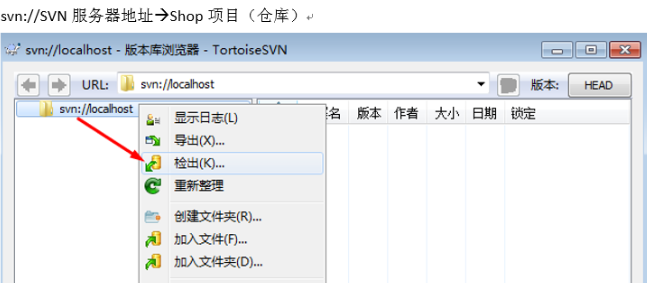 svn://SVN 服务器地址→Shop 项目（仓库）
svn://localhost - 版本库浏览器 - TortoiseSVN
URL: svn://localhost 版本: HEAD
svn://localhost
名 版本 作者 大小 日期 锁定
显示日志(L)
导出(X)...
检出(K)...
重新整理
创建文件夹(R)...
加入文件(F)...
加入文件夹(D)...